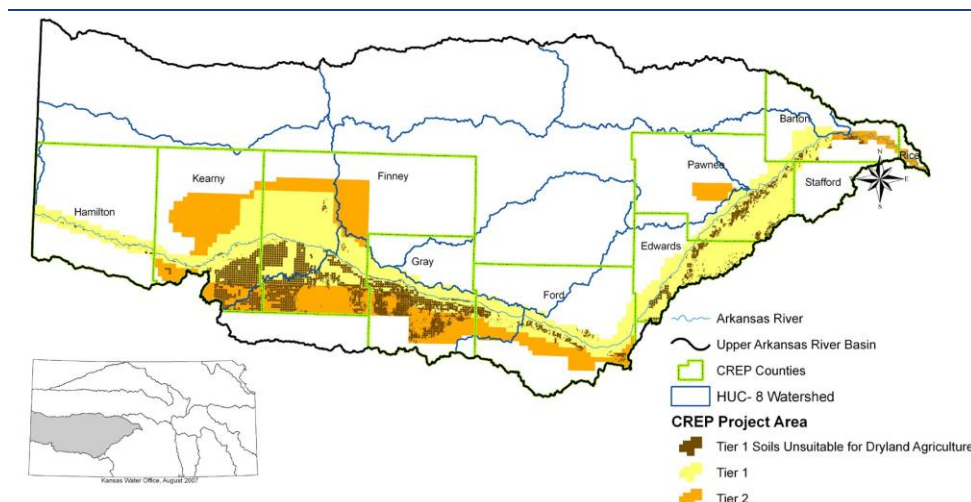 Barton
Rice
Pawnee
Stafford
Kearny
Finney
Hamilton
Edwards
Gray
Ford
N
W
E
S
Arkansas River
Upper Arkansas River Basin
CREP Counties
HUC- 8 Watershed
CREP Project Area
Tier 1 Soils Unsuitable for Dryland Agriculture
Tier 1
Tier 2
Kansas Water Office, August 2007